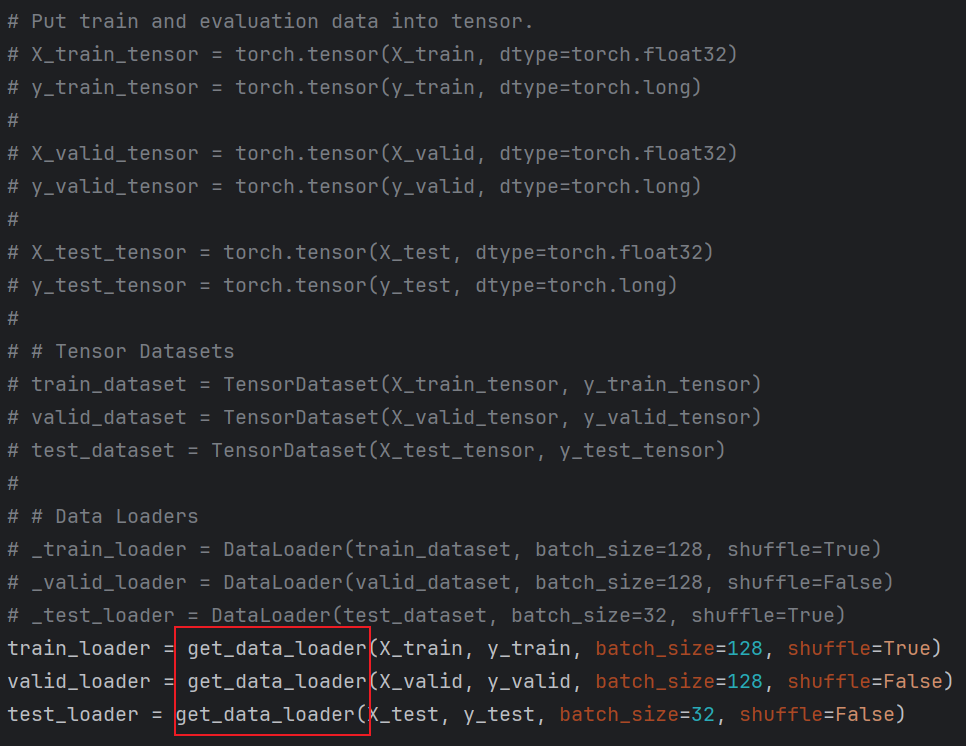 # Put train and evaluation data into tensor.
# X_train_tensor = torch.tensor(X_train, dtype=torch.float32)
# y_train_tensor = torch.tensor(y_train, dtype=torch.long)
#
# X_valid_tensor = torch.tensor(X_valid, dtype=torch.float32)
# y_valid_tensor = torch.tensor(y_valid, dtype=torch.long)
#
# X_test_tensor = torch.tensor(X_test, dtype=torch.float32)
# y_test_tensor = torch.tensor(y_test, dtype=torch.long)
#
# # Tensor Datasets
# train_dataset = TensorDataset(X_train_tensor, y_train_tensor)
# valid_dataset = TensorDataset(X_valid_tensor, y_valid_tensor)
# test_dataset = TensorDataset(X_test_tensor, y_test_tensor)
#
# # Data Loaders
# _train_loader = DataLoader(train_dataset, batch_size=128, shuffle=True)
# _valid_loader = DataLoader(valid_dataset, batch_size=128, shuffle=False)
# _test_loader = DataLoader(test_dataset, batch_size=32, shuffle=True)
train_loader = get_data_loader(X_train, y_train, batch_size=128, shuffle=True)
valid_loader = get_data_loader(X_valid, y_valid, batch_size=128, shuffle=False)
test_loader = get_data_loader(X_test, y_test, batch_size=32, shuffle=False)